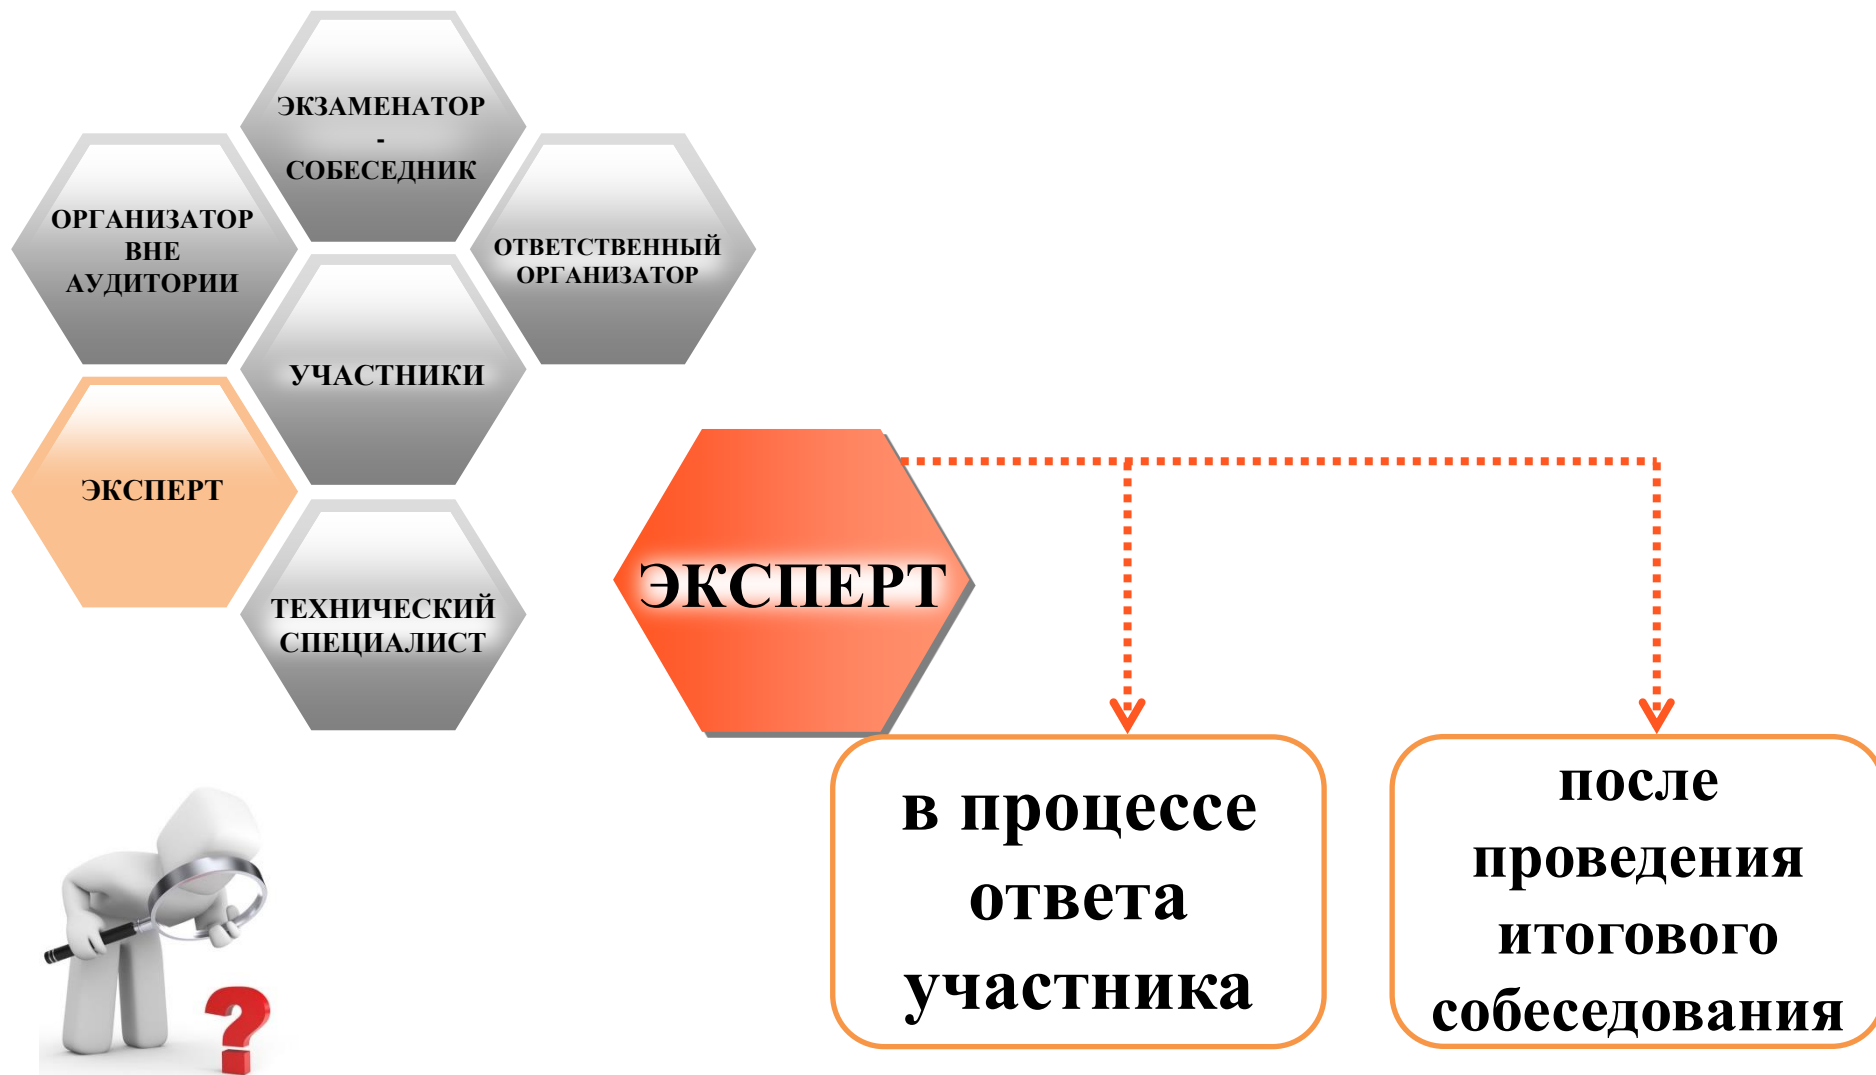 ЭКЗАМЕНАТОР
-
СОБЕСЕДНИК
ОРГАНИЗАТОР
ВНЕ
АУДИТОРИИ
ОТВЕТСТВЕННЫЙ
ОРГАНИЗАТОР
УЧАСТНИКИ
ЭКСПЕРТ
ТЕХНИЧЕСКИЙ
СПЕЦИАЛИСТ
ЭКСПЕРТ
в процессе
ответа
участника
после
проведения
итогового
собеседования